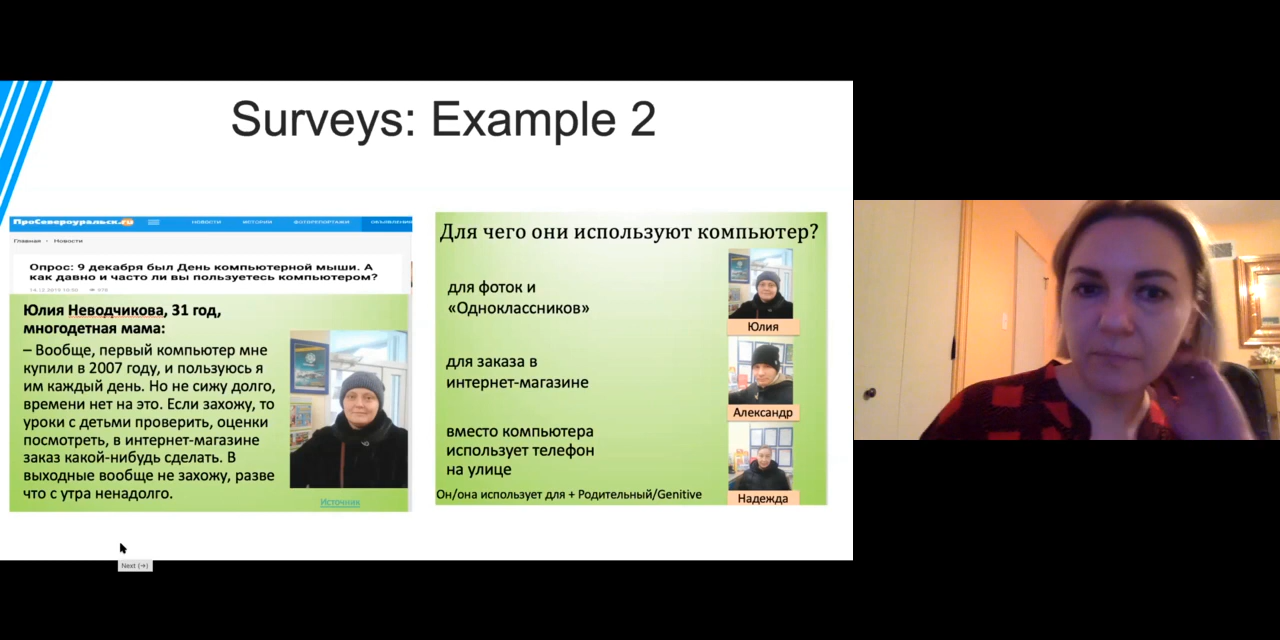 Surveys: Example 2
ПроСевероуральск.ru
НОВОСТИ ИСТОРИИ ФОТОРЕПОРТАЖИ ОБЪЯВЛЕНИЯ
Главная › Новости
Опрос: 9 декабря был День компьютерной мыши. А
как давно и часто ли вы пользуетесь компьютером?
Юлия Неводчикова, 31 год,
многодетная мама:
– Вообще, первый компьютер мне
купили в 2007 году, и пользуюсь я
им каждый день. Но не сижу долго,
времени нет на это. Если захожу, то
уроки с детьми проверить, оценки
посмотреть, в интернет-магазине
заказ какой-нибудь сделать. В
выходные вообще не захожу, разве
что с утра ненадолго.
Источник
Для чего они используют компьютер?
для фоток и
«Одноклассников»
Юлия
для заказа в
интернет-магазине
Александр
вместо компьютера
использует телефон
на улице
Надежда
Он/она использует для + Родительный/Genitive
Next (→)